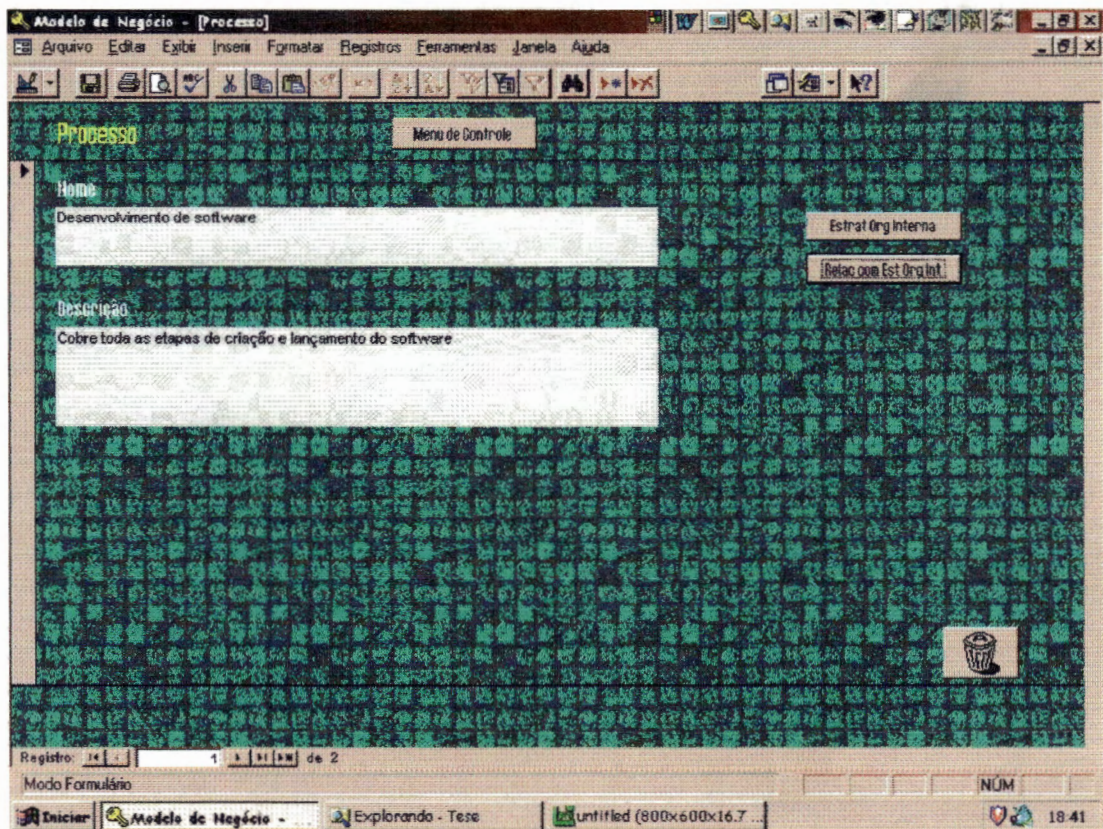 Modelo de Negócio - [Processo]
Arquivo Editar Exibir Inserir Formatar Registros Ferramentas Janela Ajuda
Processo
Menu de Controle
Nome
Desenvolvimento de software
Estrat Org Interna
Relac com Est Org Int
Descrição
Cobre toda as etapas de criação e lançamento do software
Registro: 1 de 2
Modo Formulário NÚM
Iniciar Modelo de Negócio - ... Explorando - Tese untitled (800x600x16.7 ... 18:41